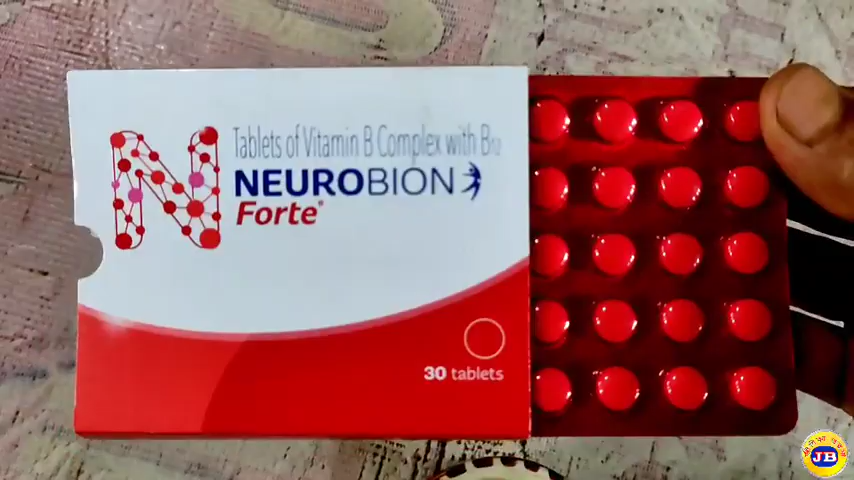 Tablets of Vitamin B Complex with B12
NEUROBION
Forte®
30 tablets
JB